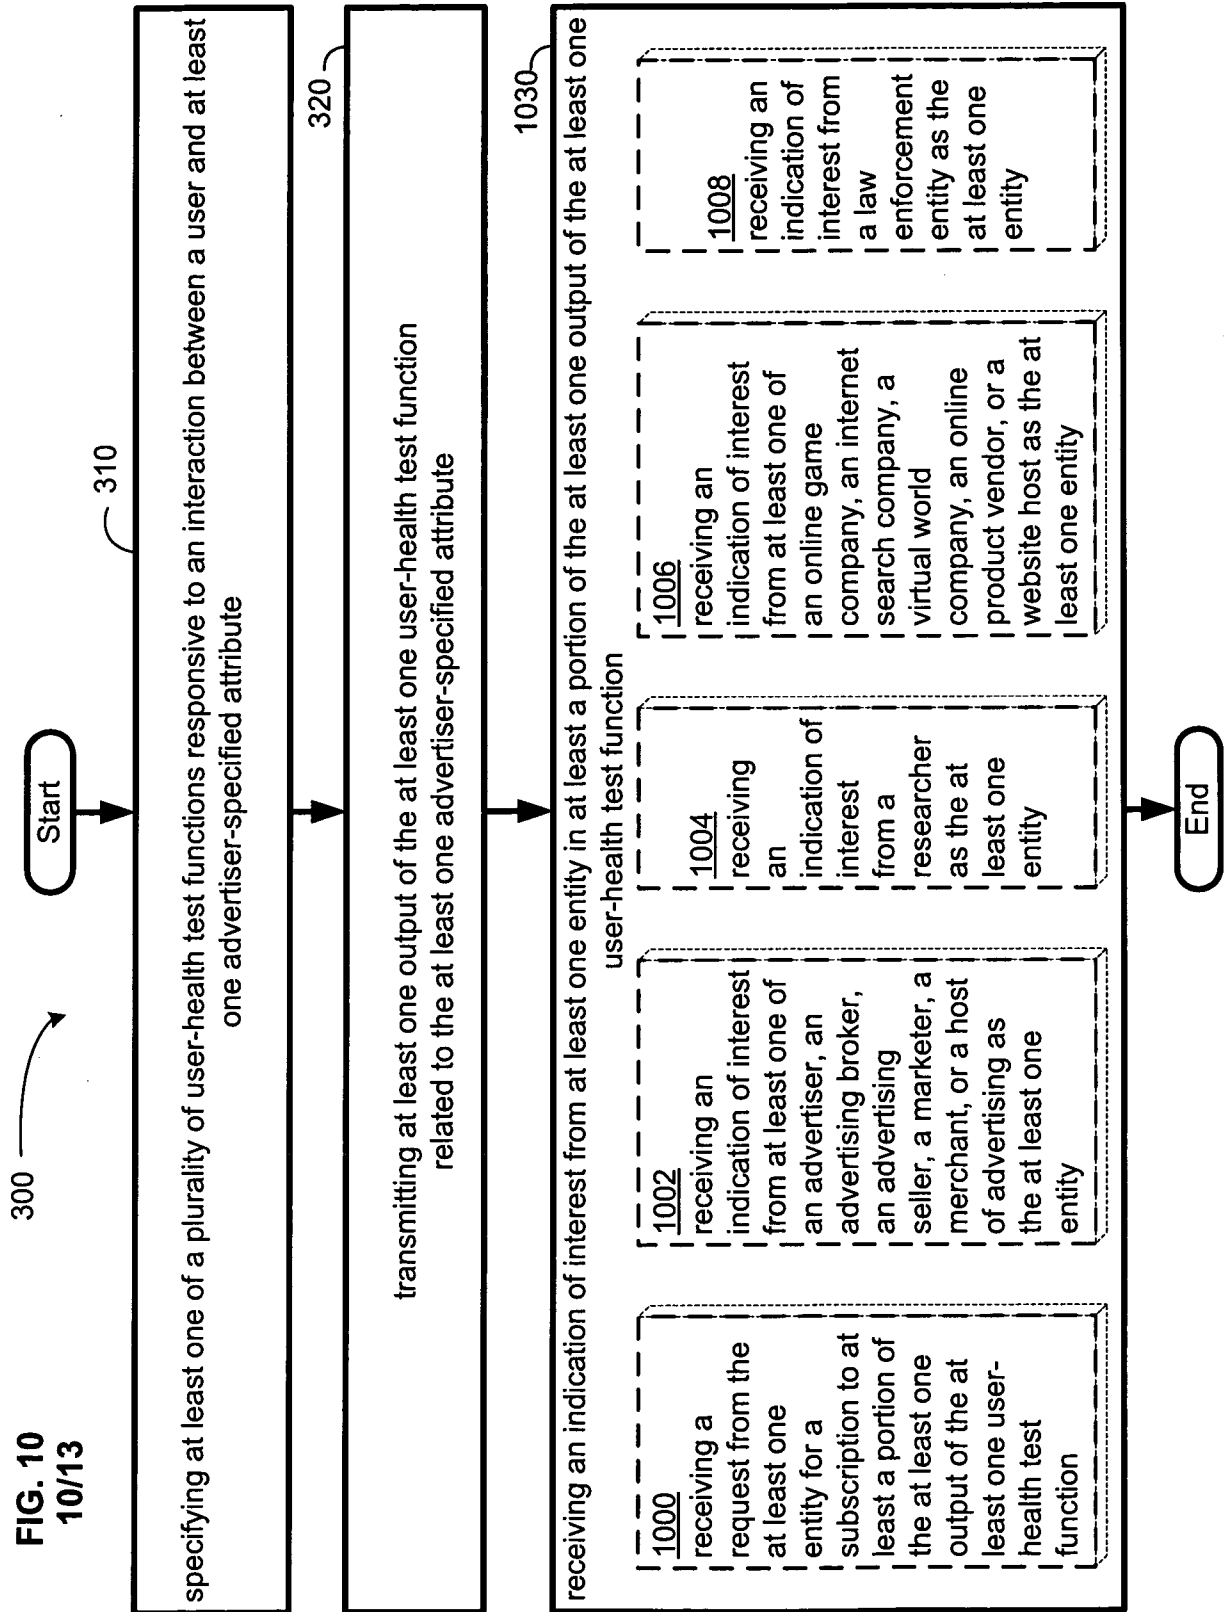 FIG. 10
10/13
300
Start
310
specifying at least one of a plurality of user-health test functions responsive to an interaction between a user and at least
one advertiser-specified attribute
320
transmitting at least one output of the at least one user-health test function
related to the at least one advertiser-specified attribute
1030
receiving an indication of interest from at least one entity in at least a portion of the at least one output of the at least one
user-health test function
1000
receiving a
request from the
at least one
entity for a
subscription to at
least a portion of
the at least one
output of the at
least one user-
health test
function
1002
receiving an
indication of interest
from at least one of
an advertiser, an
advertising broker,
an advertising
seller, a marketer, a
merchant, or a host
of advertising as
the at least one
entity
1004
receiving
an
indication of
interest
from a
researcher
as the at
least one
entity
1006
receiving an
indication of interest
from at least one of
an online game
company, an internet
search company, a
virtual world
company, an online
product vendor, or a
website host as the at
least one entity
1008
receiving an
indication of
interest from
a law
enforcement
entity as the
at least one
entity
End